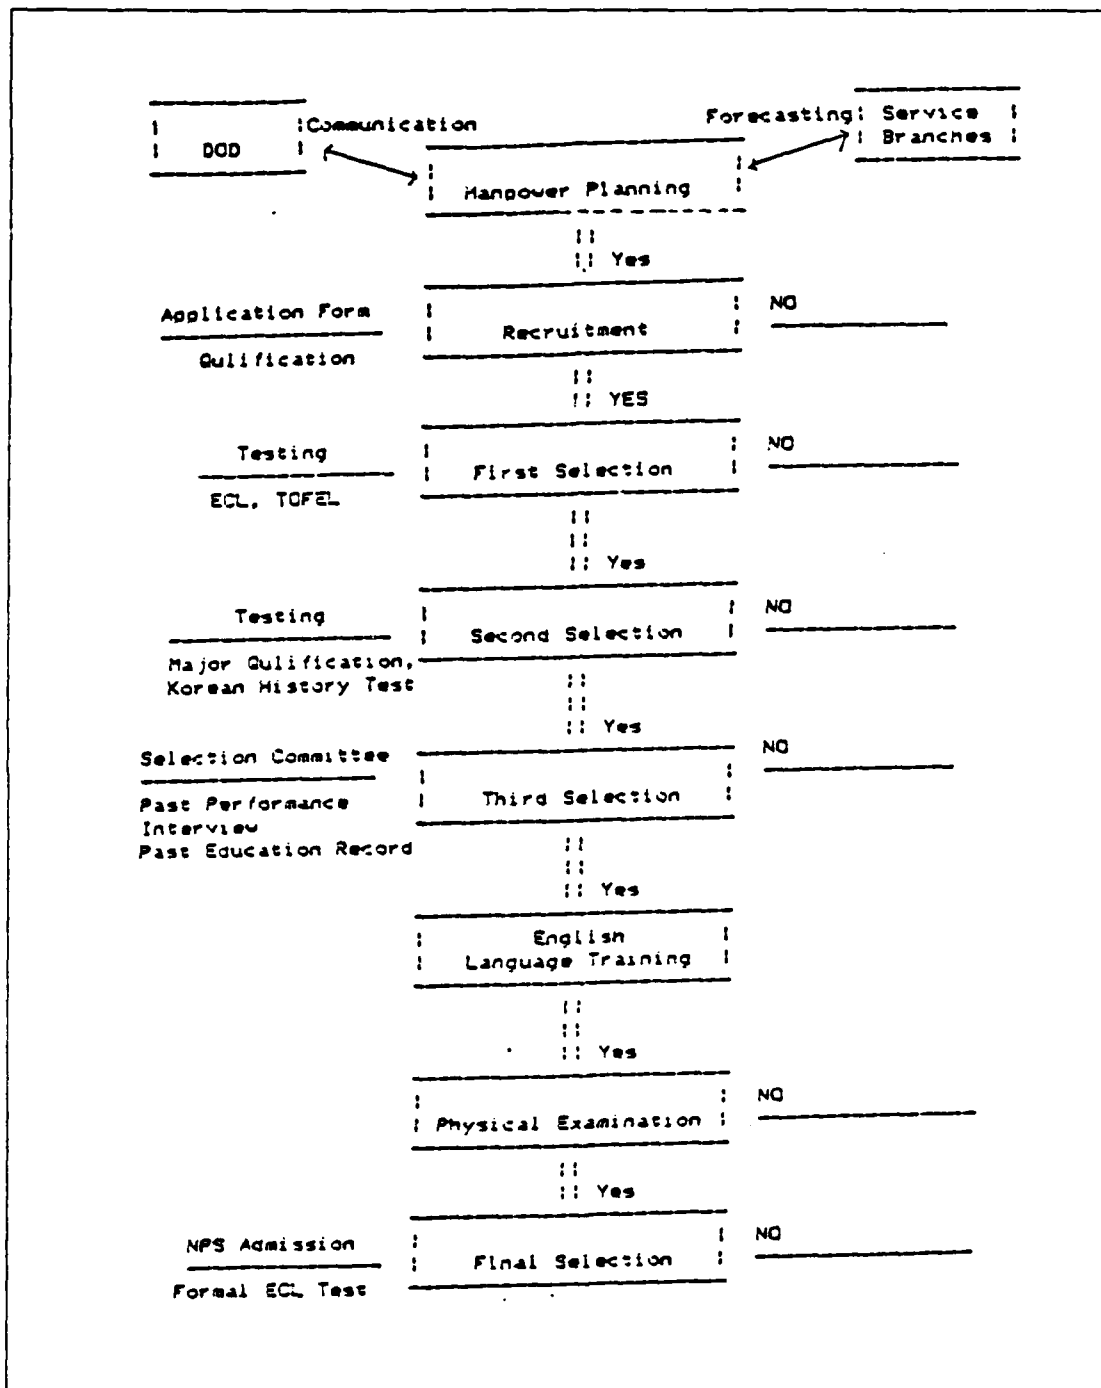 Communication
DOD
Forecasting
Service
Branches
Manpower Planning
Yes
Application Form
Qulification
Recruitment
NO
YES
Testing
ECL, TOFEL
First Selection
NO
Yes
Testing
Major Qulification,
Korean History Test
Second Selection
NO
Yes
Selection Committee
Past Performance
Interview
Past Education Record
Third Selection
NO
Yes
English
Language Training
Yes
Physical Examination
NO
Yes
NPS Admission
Formal ECL Test
Final Selection
NO